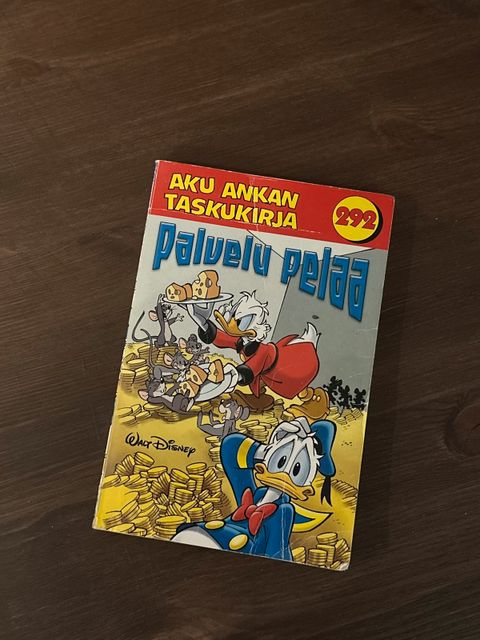 AKU ANKAN
TASKUKIRJA
292
Palvelu pelaa
WALT DISNEY